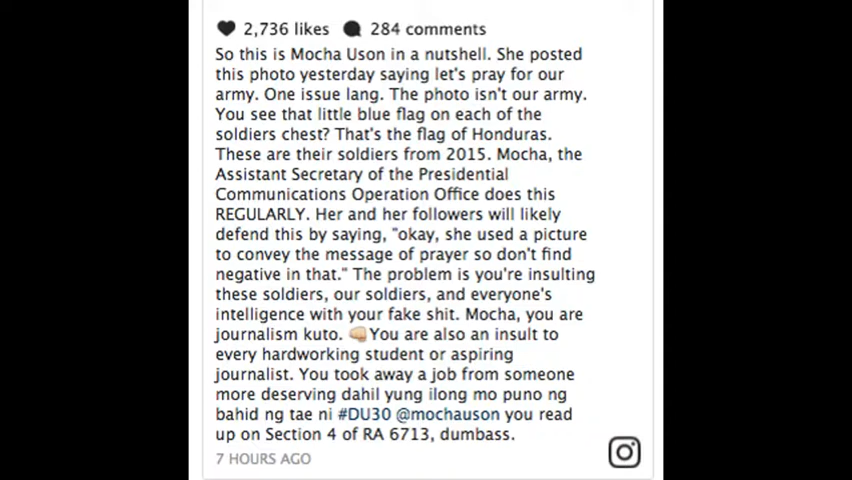 2,736 likes 284 comments
So this is Mocha Uson in a nutshell. She posted
this photo yesterday saying let's pray for our
army. One issue lang. The photo isn't our army.
You see that little blue flag on each of the
soldiers chest? That's the flag of Honduras.
These are their soldiers from 2015. Mocha, the
Assistant Secretary of the Presidential
Communications Operation Office does this
REGULARLY. Her and her followers will likely
defend this by saying, "okay, she used a picture
to convey the message of prayer so don't find
negative in that." The problem is you're insulting
these soldiers, our soldiers, and everyone's
intelligence with your fake shit. Mocha, you are
journalism kuto. 👊🏼You are also an insult to
every hardworking student or aspiring
journalist. You took away a job from someone
more deserving dahil yung ilong mo puno ng
bahid ng tae ni #DU30 @mochauson you read
up on Section 4 of RA 6713, dumbass.
7 HOURS AGO